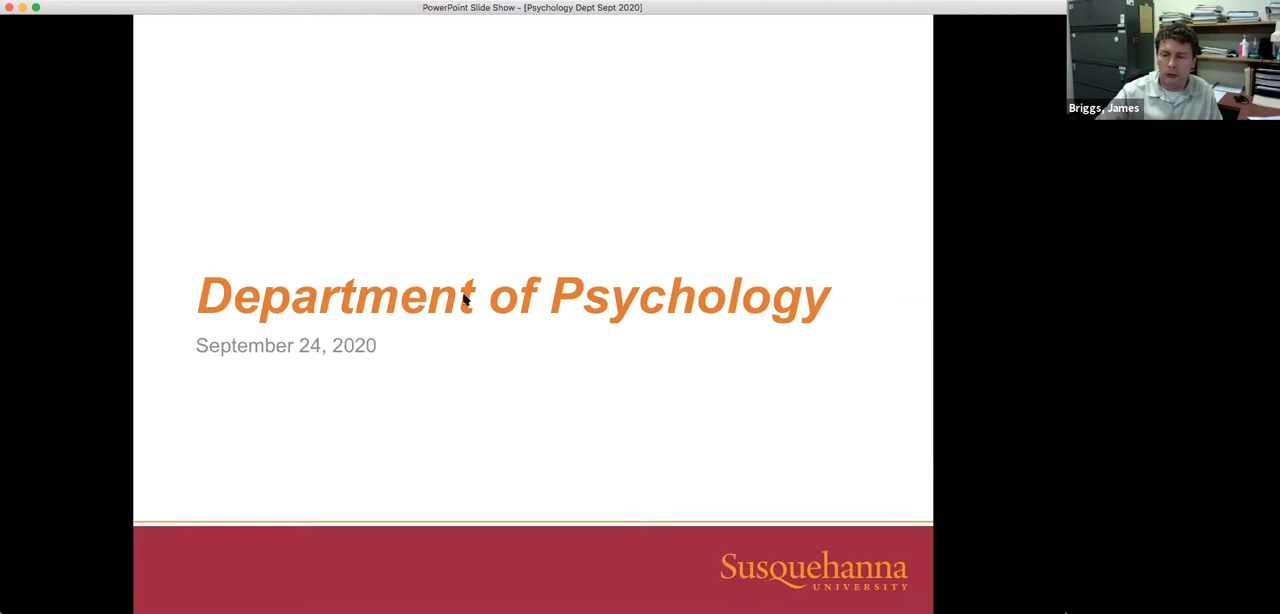 PowerPoint Slide Show - [Psychology Dept Sept 2020]
Briggs, James
Department of Psychology
September 24, 2020
Susquehanna
UNIVERSITY